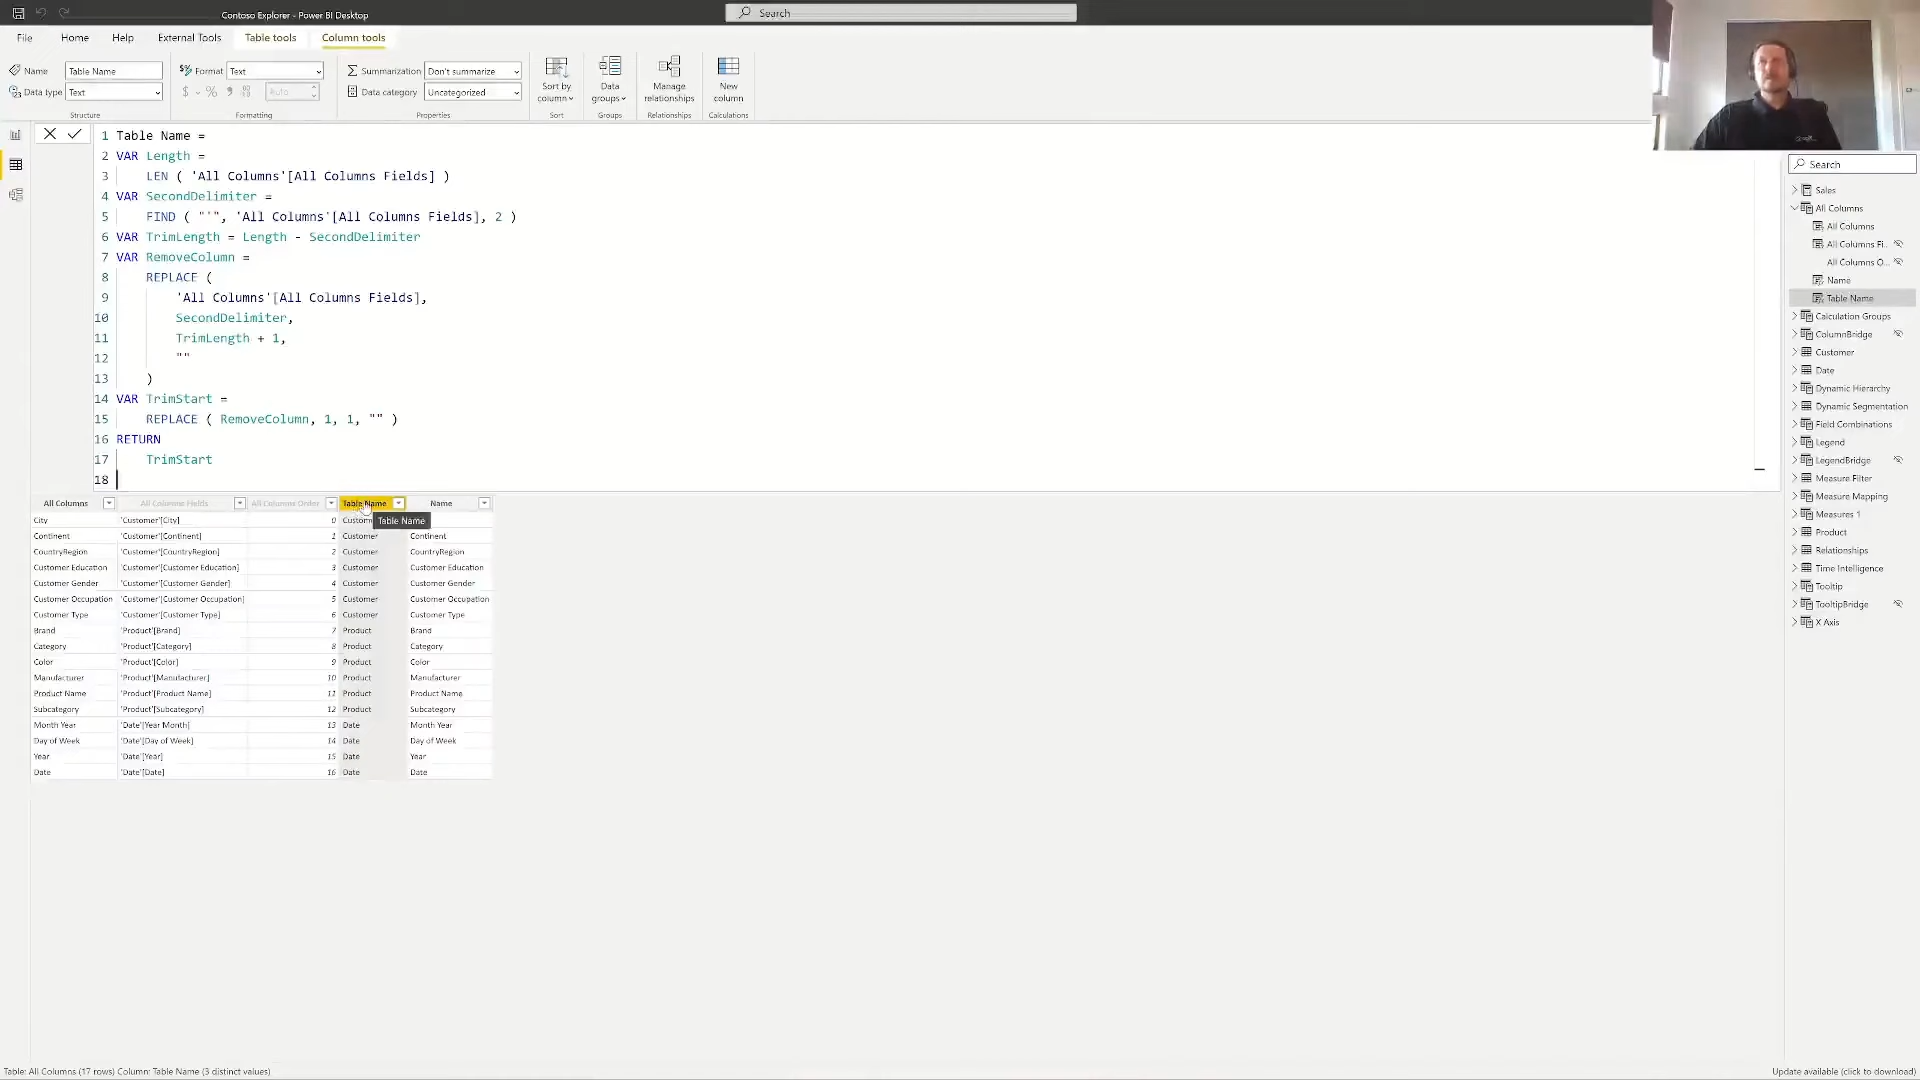 Contoso Explorer - Power BI Desktop
Search
File
Home
Help
External Tools
Table tools
Column tools
Name
Table Name
Format
Text
Summarization
Don't summarize
Data type
Text
$
%
Auto
Data category
Uncategorized
Sort by column
Data groups
Manage relationships
New column
Structure
Formatting
Properties
Sort
Groups
Relationships
Calculations
1 Table Name =
2 VAR Length =
3 LEN ( 'All Columns'[All Columns Fields] )
4 VAR SecondDelimiter =
5 FIND ( "'", 'All Columns'[All Columns Fields], 2 )
6 VAR TrimLength = Length - SecondDelimiter
7 VAR RemoveColumn =
8 REPLACE (
9 'All Columns'[All Columns Fields],
10 SecondDelimiter,
11 TrimLength + 1,
12 ""
13 )
14 VAR TrimStart =
15 REPLACE ( RemoveColumn, 1, 1, "" )
16 RETURN
17 TrimStart
18
All Columns All Columns Fields All Columns Order Table Name Name
City 'Customer'[City] 0 Custom
Table Name
Continent 'Customer'[Continent] 1 Customer Continent
CountryRegion 'Customer'[CountryRegion] 2 Customer CountryRegion
Customer Education 'Customer'[Customer Education] 3 Customer Customer Education
Customer Gender 'Customer'[Customer Gender] 4 Customer Customer Gender
Customer Occupation 'Customer'[Customer Occupation] 5 Customer Customer Occupation
Customer Type 'Customer'[Customer Type] 6 Customer Customer Type
Brand 'Product'[Brand] 7 Product Brand
Category 'Product'[Category] 8 Product Category
Color 'Product'[Color] 9 Product Color
Manufacturer 'Product'[Manufacturer] 10 Product Manufacturer
Product Name 'Product'[Product Name] 11 Product Product Name
Subcategory 'Product'[Subcategory] 12 Product Subcategory
Month Year 'Date'[Year Month] 13 Date Month Year
Day of Week 'Date'[Day of Week] 14 Date Day of Week
Year 'Date'[Year] 15 Date Year
Date 'Date'[Date] 16 Date Date
Search
Sales
All Columns
All Columns
All Columns Fi...
All Columns O...
Name
Table Name
Calculation Groups
ColumnBridge
Customer
Date
Dynamic Hierarchy
Dynamic Segmentation
Field Combinations
Legend
LegendBridge
Measure Filter
Measure Mapping
Measures 1
Product
Relationships
Time Intelligence
Tooltip
TooltipBridge
X Axis
Table: All Columns (17 rows) Column: Table Name (3 distinct values)
Update available (click to download)